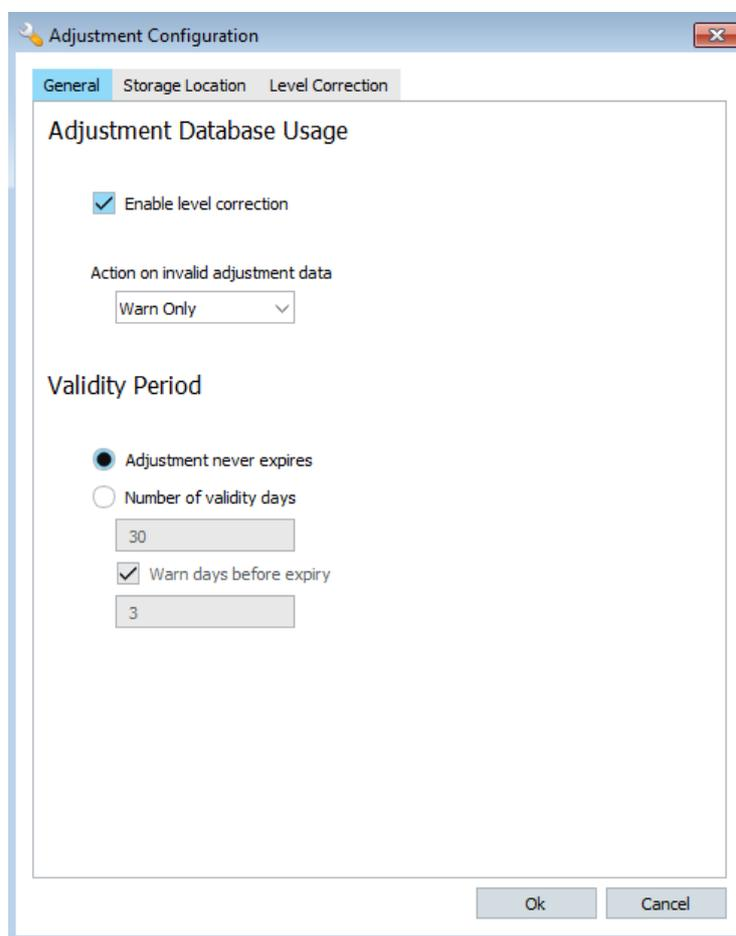 Adjustment Configuration
General Storage Location Level Correction
Adjustment Database Usage
Enable level correction
Action on invalid adjustment data
Warn Only
Validity Period
Adjustment never expires
Number of validity days
30
Warn days before expiry
3
Ok Cancel